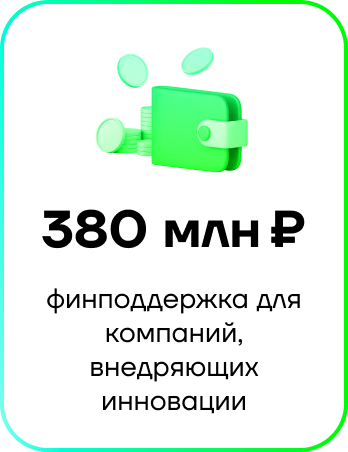 380 млн ₽
финподдержка для
компаний,
внедряющих
инновации